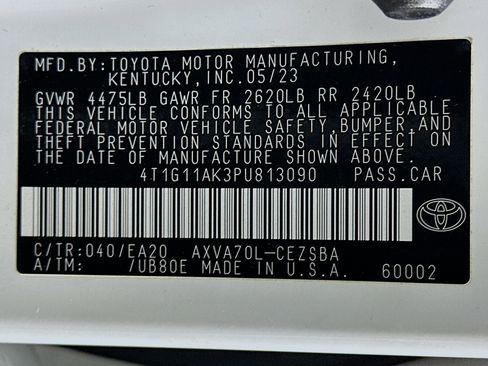 MFD.BY:TOYOTA MOTOR MANUFACTURING,
KENTUCKY,INC.05/23
GVWR 4475LB GAWR FR 2620LB RR 2420LB
THIS VEHICLE CONFORMS TO ALL APPLICABLE
FEDERAL MOTOR VEHICLE SAFETY,BUMPER,AND
THEFT PREVENTION STANDARDS IN EFFECT ON
THE DATE OF MANUFACTURE SHOWN ABOVE.
4T1G11AK3PU813090 PASS.CAR
C/TR:040/EA20 AXVA70L-CEZSBA
A/TM: /UB80E MADE IN U.S.A. 60002